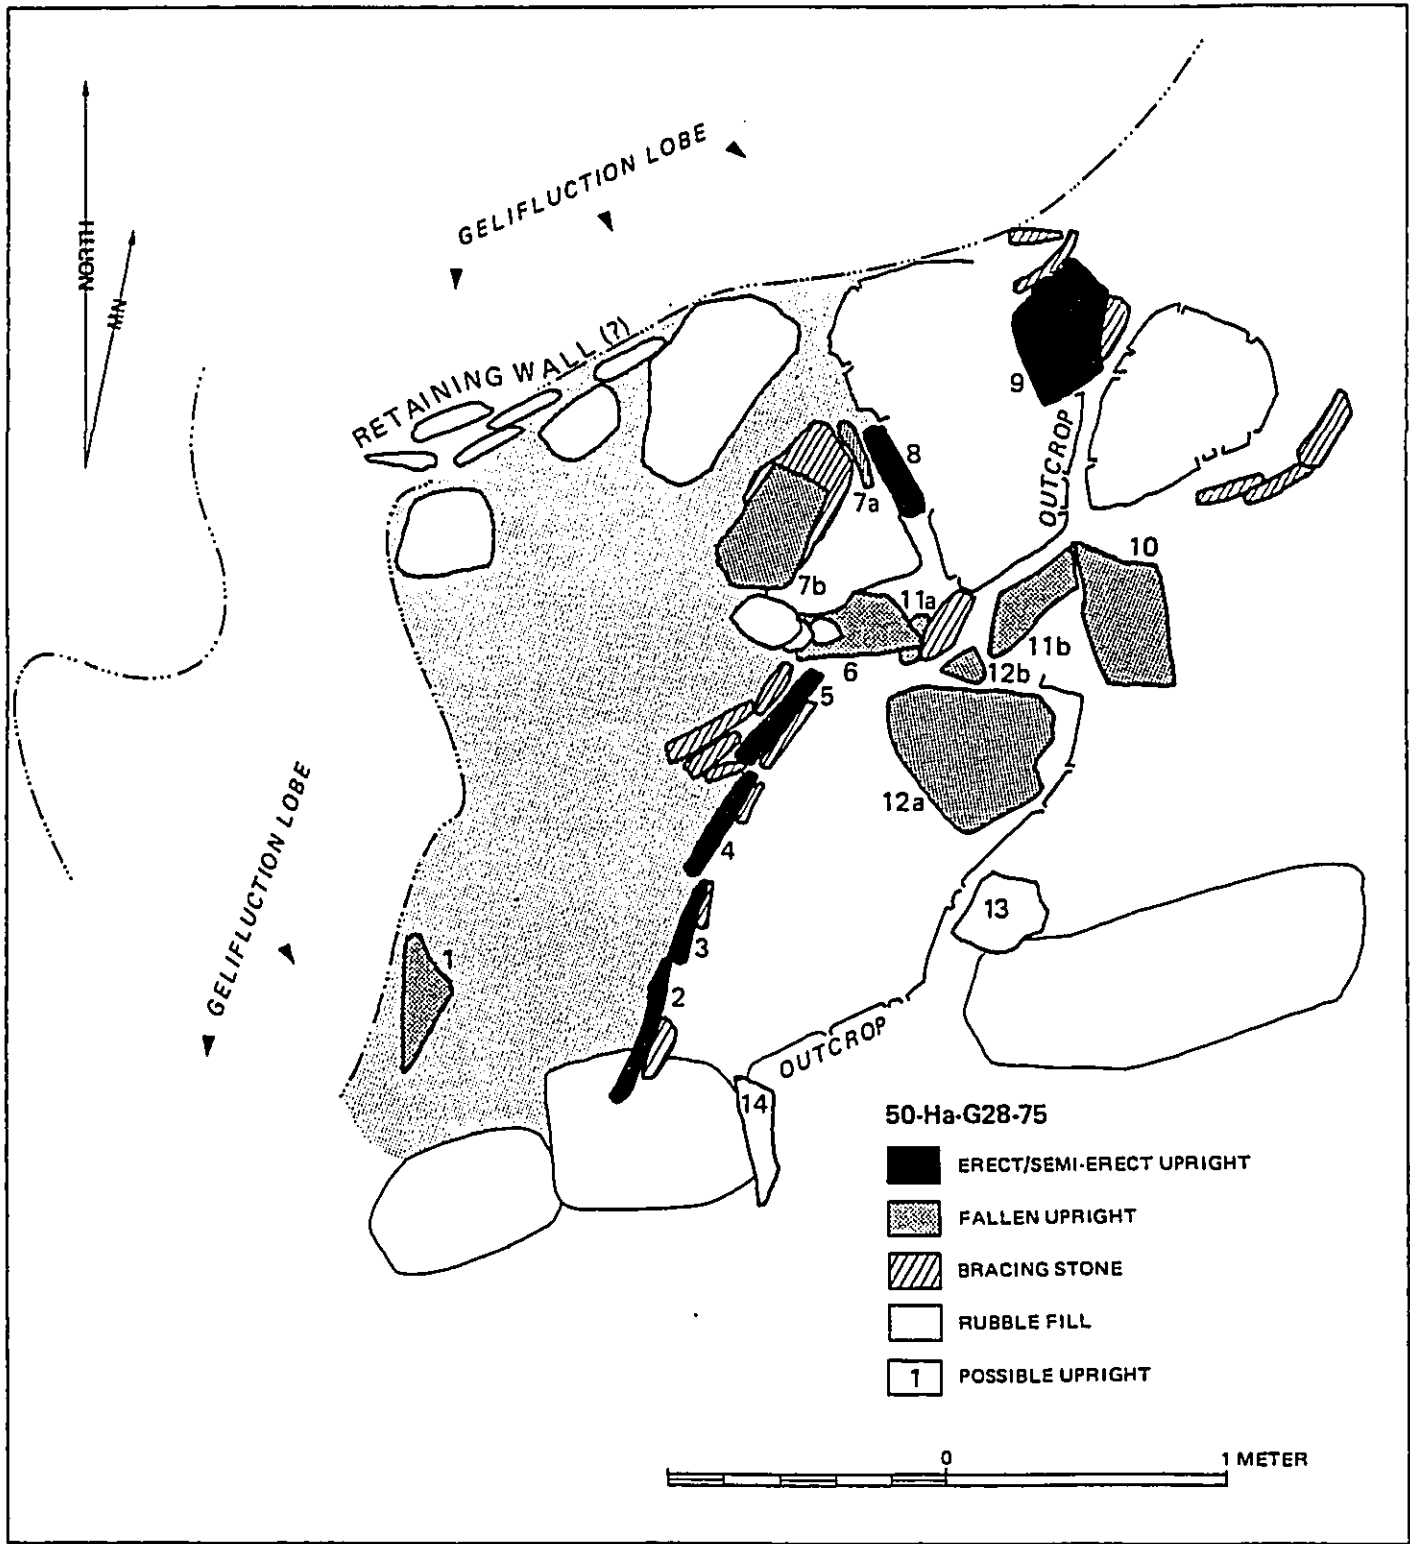 NORTH
MN
GELIFLUCTION LOBE
RETAINING WALL (?)
9
OUTCROP
8
7a
10
7b
11a
11b
6
12b
5
12a
4
GELIFLUCTION LOBE
13
3
1
2
OUTCROP
14
50-Ha-G28-75
ERECT/SEMI-ERECT UPRIGHT
FALLEN UPRIGHT
BRACING STONE
RUBBLE FILL
1 POSSIBLE UPRIGHT
0 1 METER